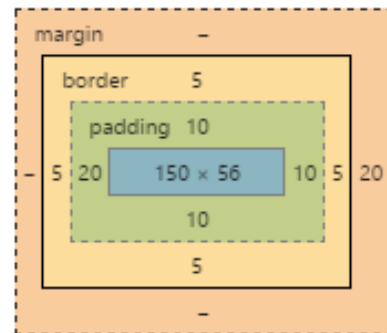 margin –
border 5
padding 10
– 5 20 150 × 56 10 5 20
10
5
–